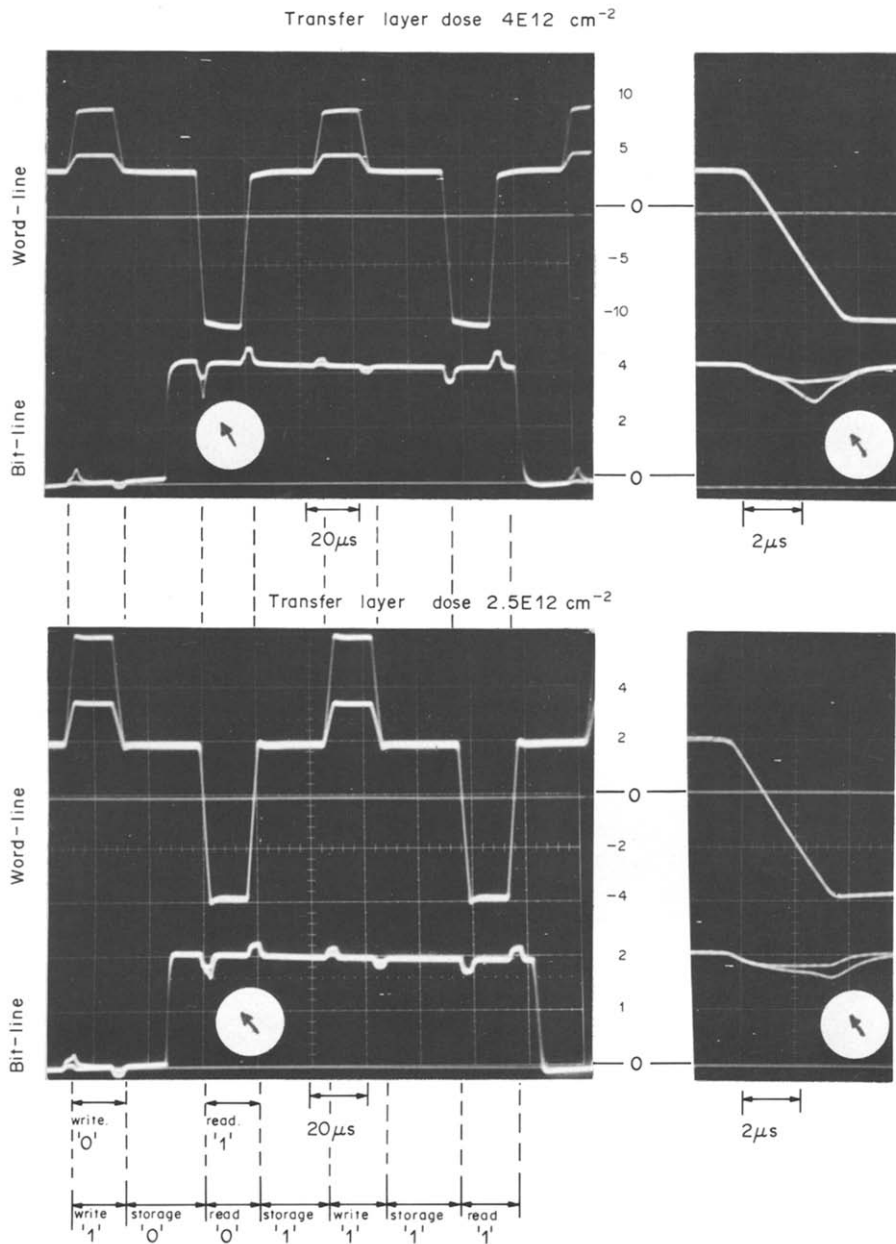 Transfer layer dose 4E12 cm⁻²
Word-line
10
5
0
-5
-10
Bit-line
4
2
0
20μs
2μs
Transfer layer dose 2.5E12 cm⁻²
Word-line
4
2
0
-2
-4
Bit-line
2
1
0
write. read. 20μs 2μs
'0' '1'
write storage read storage write storage read
'1' '0' '0' '1' '1' '1' '1'